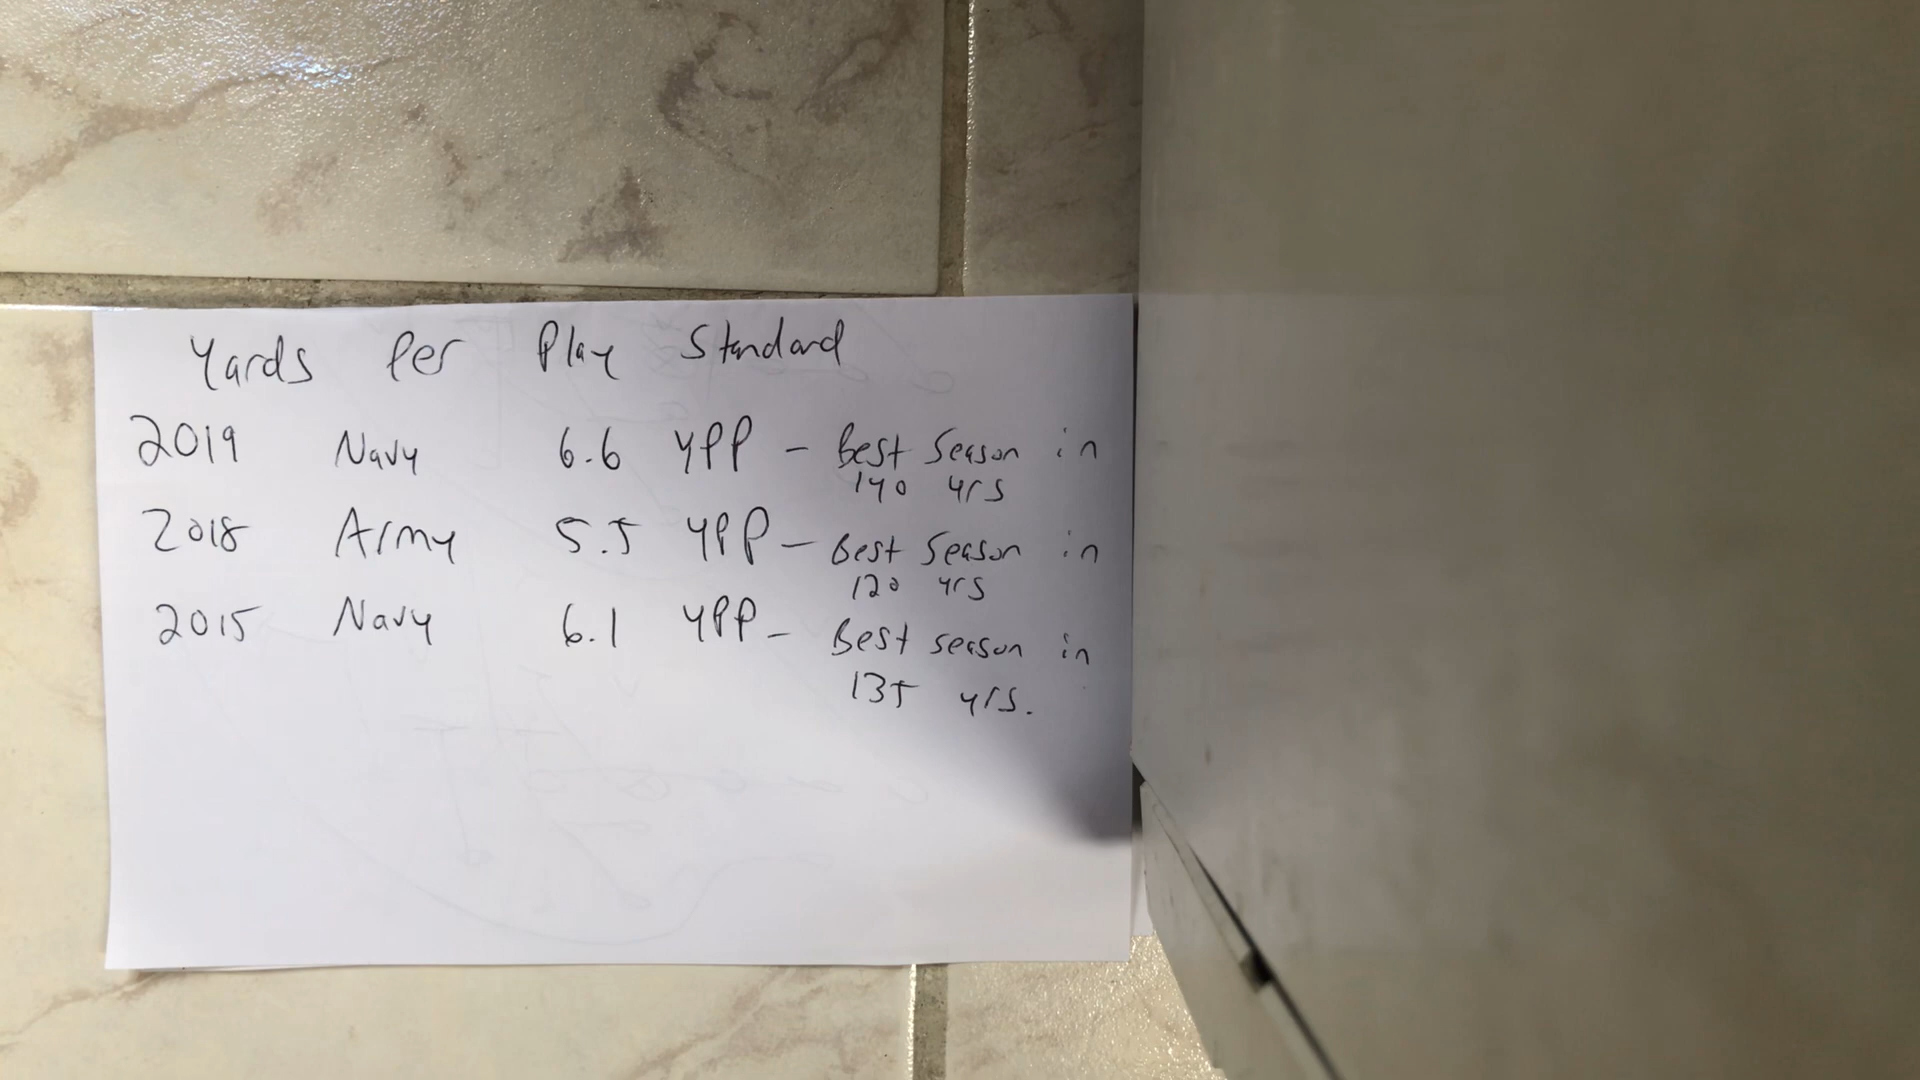 Yards Per Play Standard
2019 Navy 6.6 YPP - Best Season in
140 yrs
2018 Army 5.5 YPP - Best Season in
120 yrs
2015 Navy 6.1 YPP - Best season in
135 yrs.